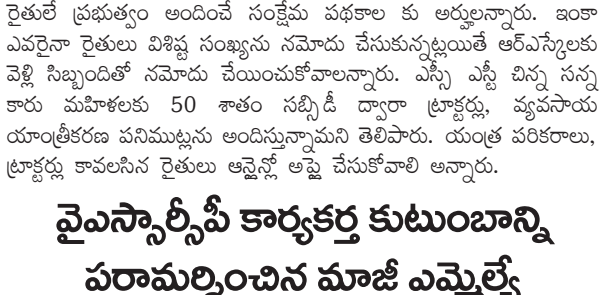 రైతులే ప్రభుత్వం అందించే సంక్షేమ పథకాల కు అర్హులన్నారు. ఇంకా
ఎవరైనా రైతులు విశిష్ట సంఖ్యను నమోదు చేసుకున్నట్లయితే ఆర్ఎస్కేలకు
వెళ్లి సిబ్బందితో నమోదు చేయించుకోవాలన్నారు. ఎస్సీ ఎస్టీ చిన్న సన్న
కారు మహిళలకు 50 శాతం సబ్సిడీ ద్వారా ట్రాక్టర్లు, వ్యవసాయ
యాంత్రీకరణ పనిముట్లను అందిస్తున్నామని తెలిపారు. యంత్ర పరికరాలు,
ట్రాక్టర్లు కావలసిన రైతులు ఆన్లైన్లో అప్లై చేసుకోవాలి అన్నారు.
వైఎస్సార్సీపీ కార్యకర్త కుటుంబాన్ని
పరామర్శించిన మాజీ ఎమ్మెల్యే